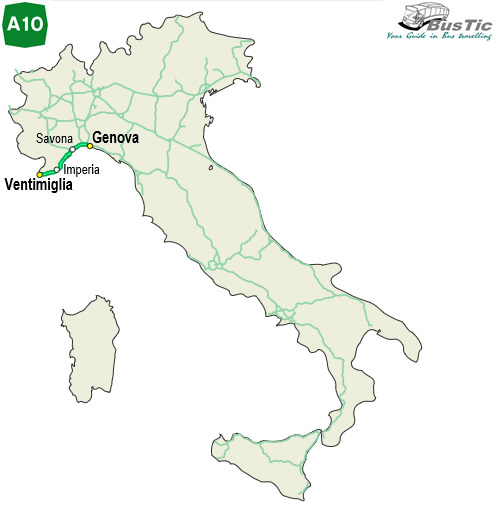 A10
BusTic
Your Guide in Bus travelling
Savona
Genova
Imperia
Ventimiglia